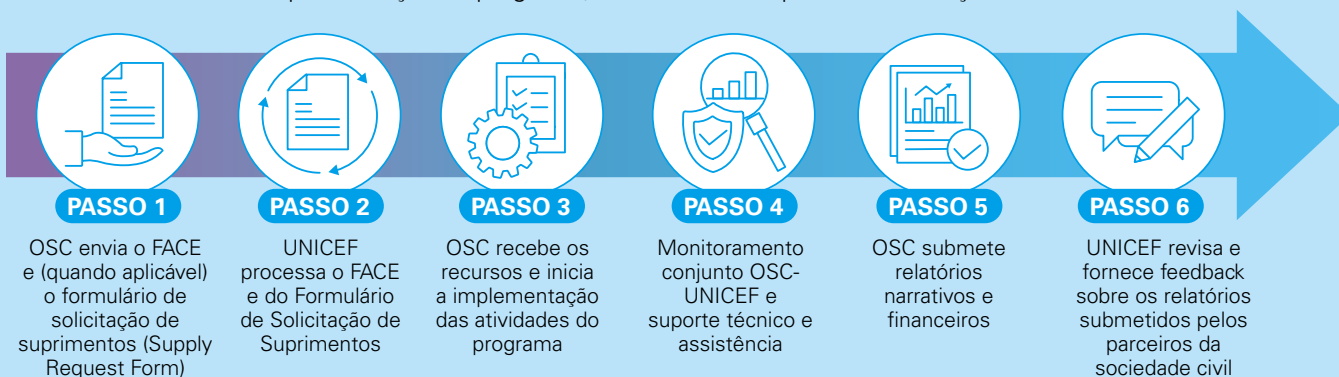 PASSO 1
OSC envia o FACE
e (quando aplicável)
o formulário de
solicitação de
suprimentos (Supply
Request Form)
PASSO 2
UNICEF
processa o FACE
e do Formulário
de Solicitação de
Suprimentos
PASSO 3
OSC recebe os
recursos e inicia
a implementação
das atividades do
programa
PASSO 4
Monitoramento
conjunto OSC-
UNICEF e
suporte técnico e
assistência
PASSO 5
OSC submete
relatórios
narrativos e
financeiros
PASSO 6
UNICEF revisa e
fornece feedback
sobre os relatórios
submetidos pelos
parceiros da
sociedade civil